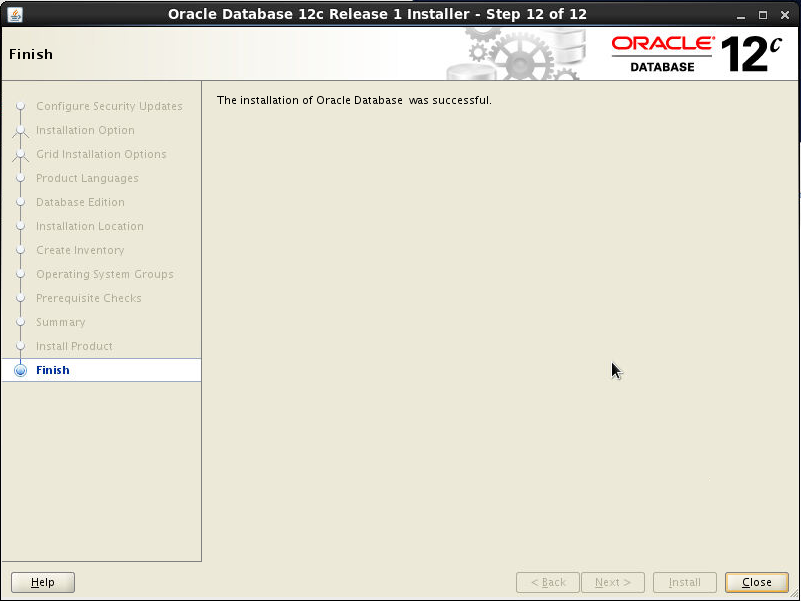 Oracle Database 12c Release 1 Installer - Step 12 of 12
Finish
ORACLE
DATABASE
12c
Configure Security Updates
Installation Option
Grid Installation Options
Product Languages
Database Edition
Installation Location
Create Inventory
Operating System Groups
Prerequisite Checks
Summary
Install Product
Finish
The installation of Oracle Database was successful.
Help
< Back
Next >
Install
Close